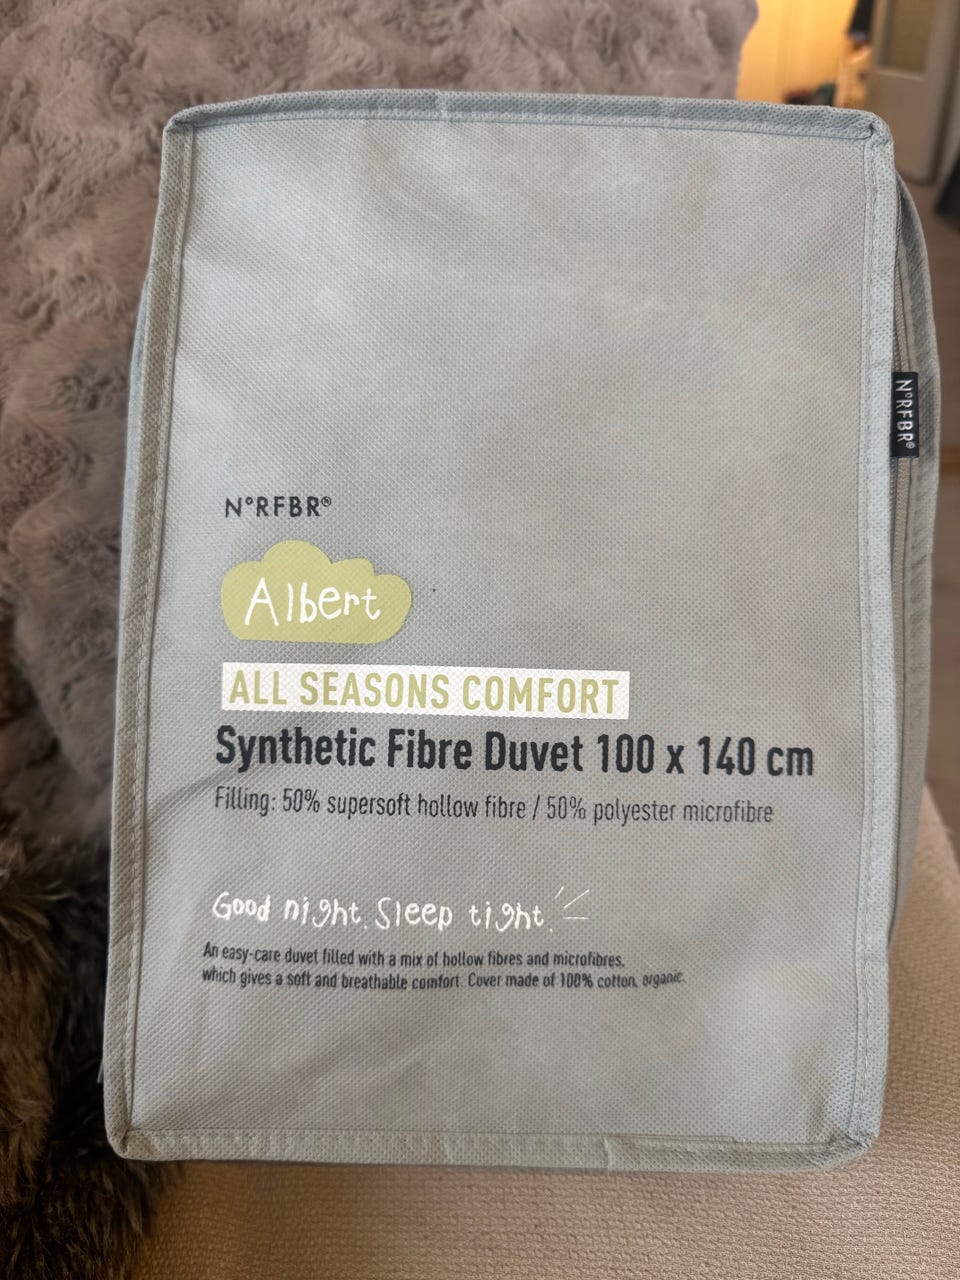 N°RFBR®
N°RFBR®
Albert
ALL SEASONS COMFORT
Synthetic Fibre Duvet 100 x 140 cm
Filling: 50% supersoft hollow fibre / 50% polyester microfibre
Good night. Sleep tight.
An easy-care duvet filled with a mix of hollow fibres and microfibres,
which gives a soft and breathable comfort. Cover made of 100% cotton, organic.